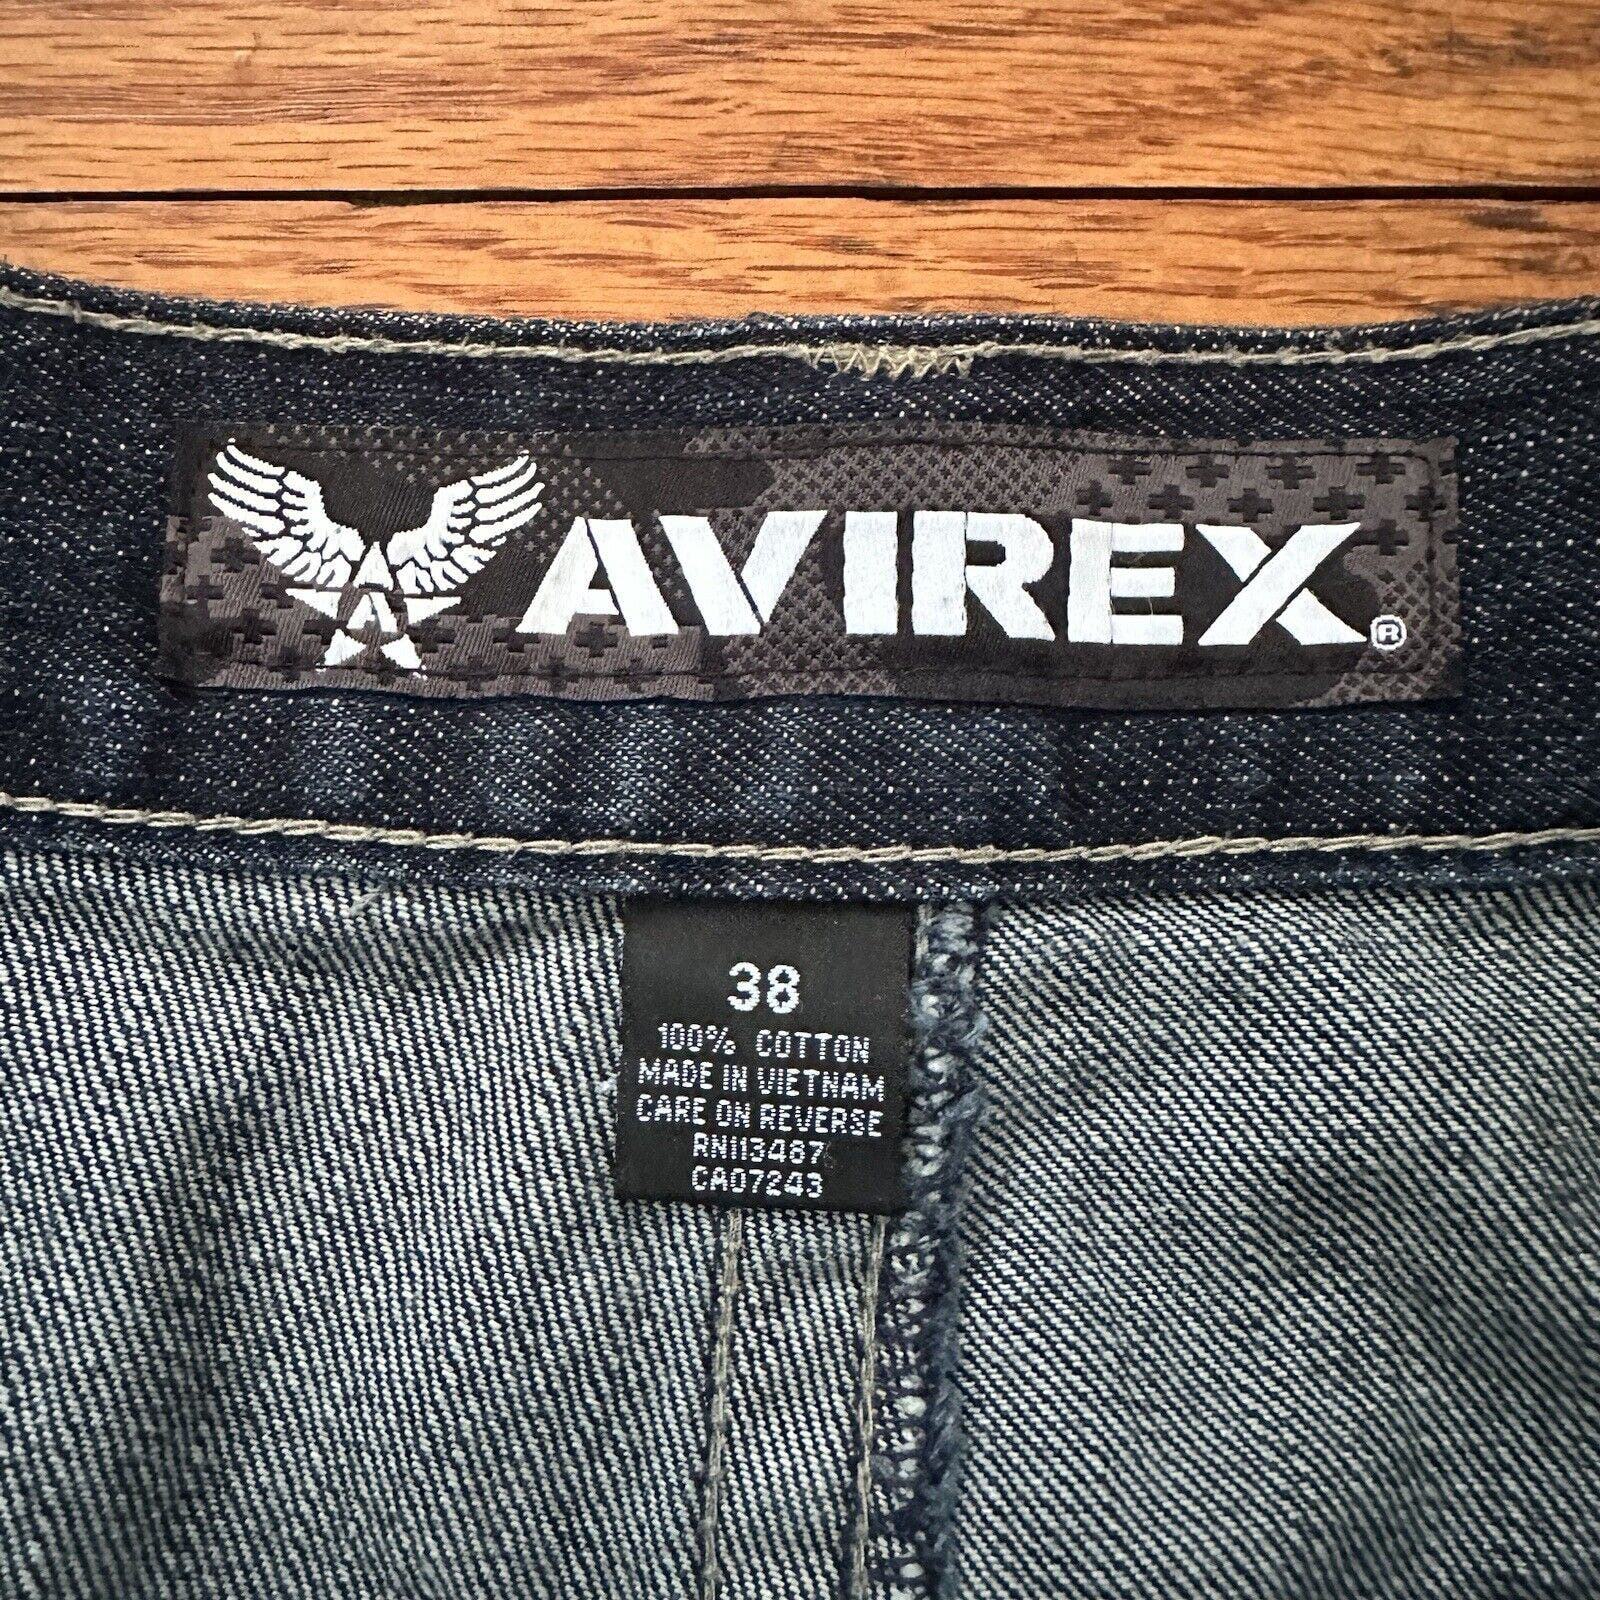 AVIREX®
A
A
38
100% COTTON
MADE IN VIETNAM
CARE ON REVERSE
RN113487
CA07243